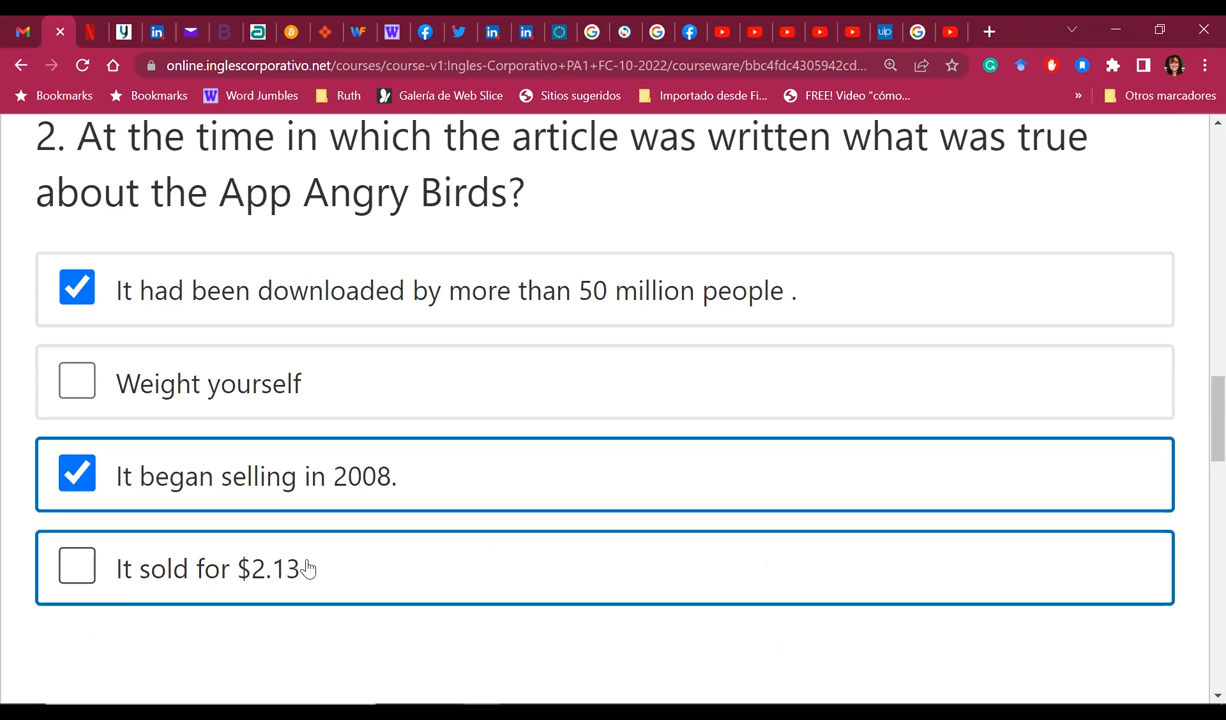 online.inglescorporativo.net/courses/course-v1:Ingles-Corporativo+PA1+FC-10-2022/courseware/bbc4fdc4305942cd...
Bookmarks Bookmarks Word Jumbles Ruth Galería de Web Slice Sitios sugeridos Importado desde Fi... FREE! Video "cómo... » Otros marcadores
2. At the time in which the article was written what was true
about the App Angry Birds?
It had been downloaded by more than 50 million people .
Weight yourself
It began selling in 2008.
It sold for $2.13